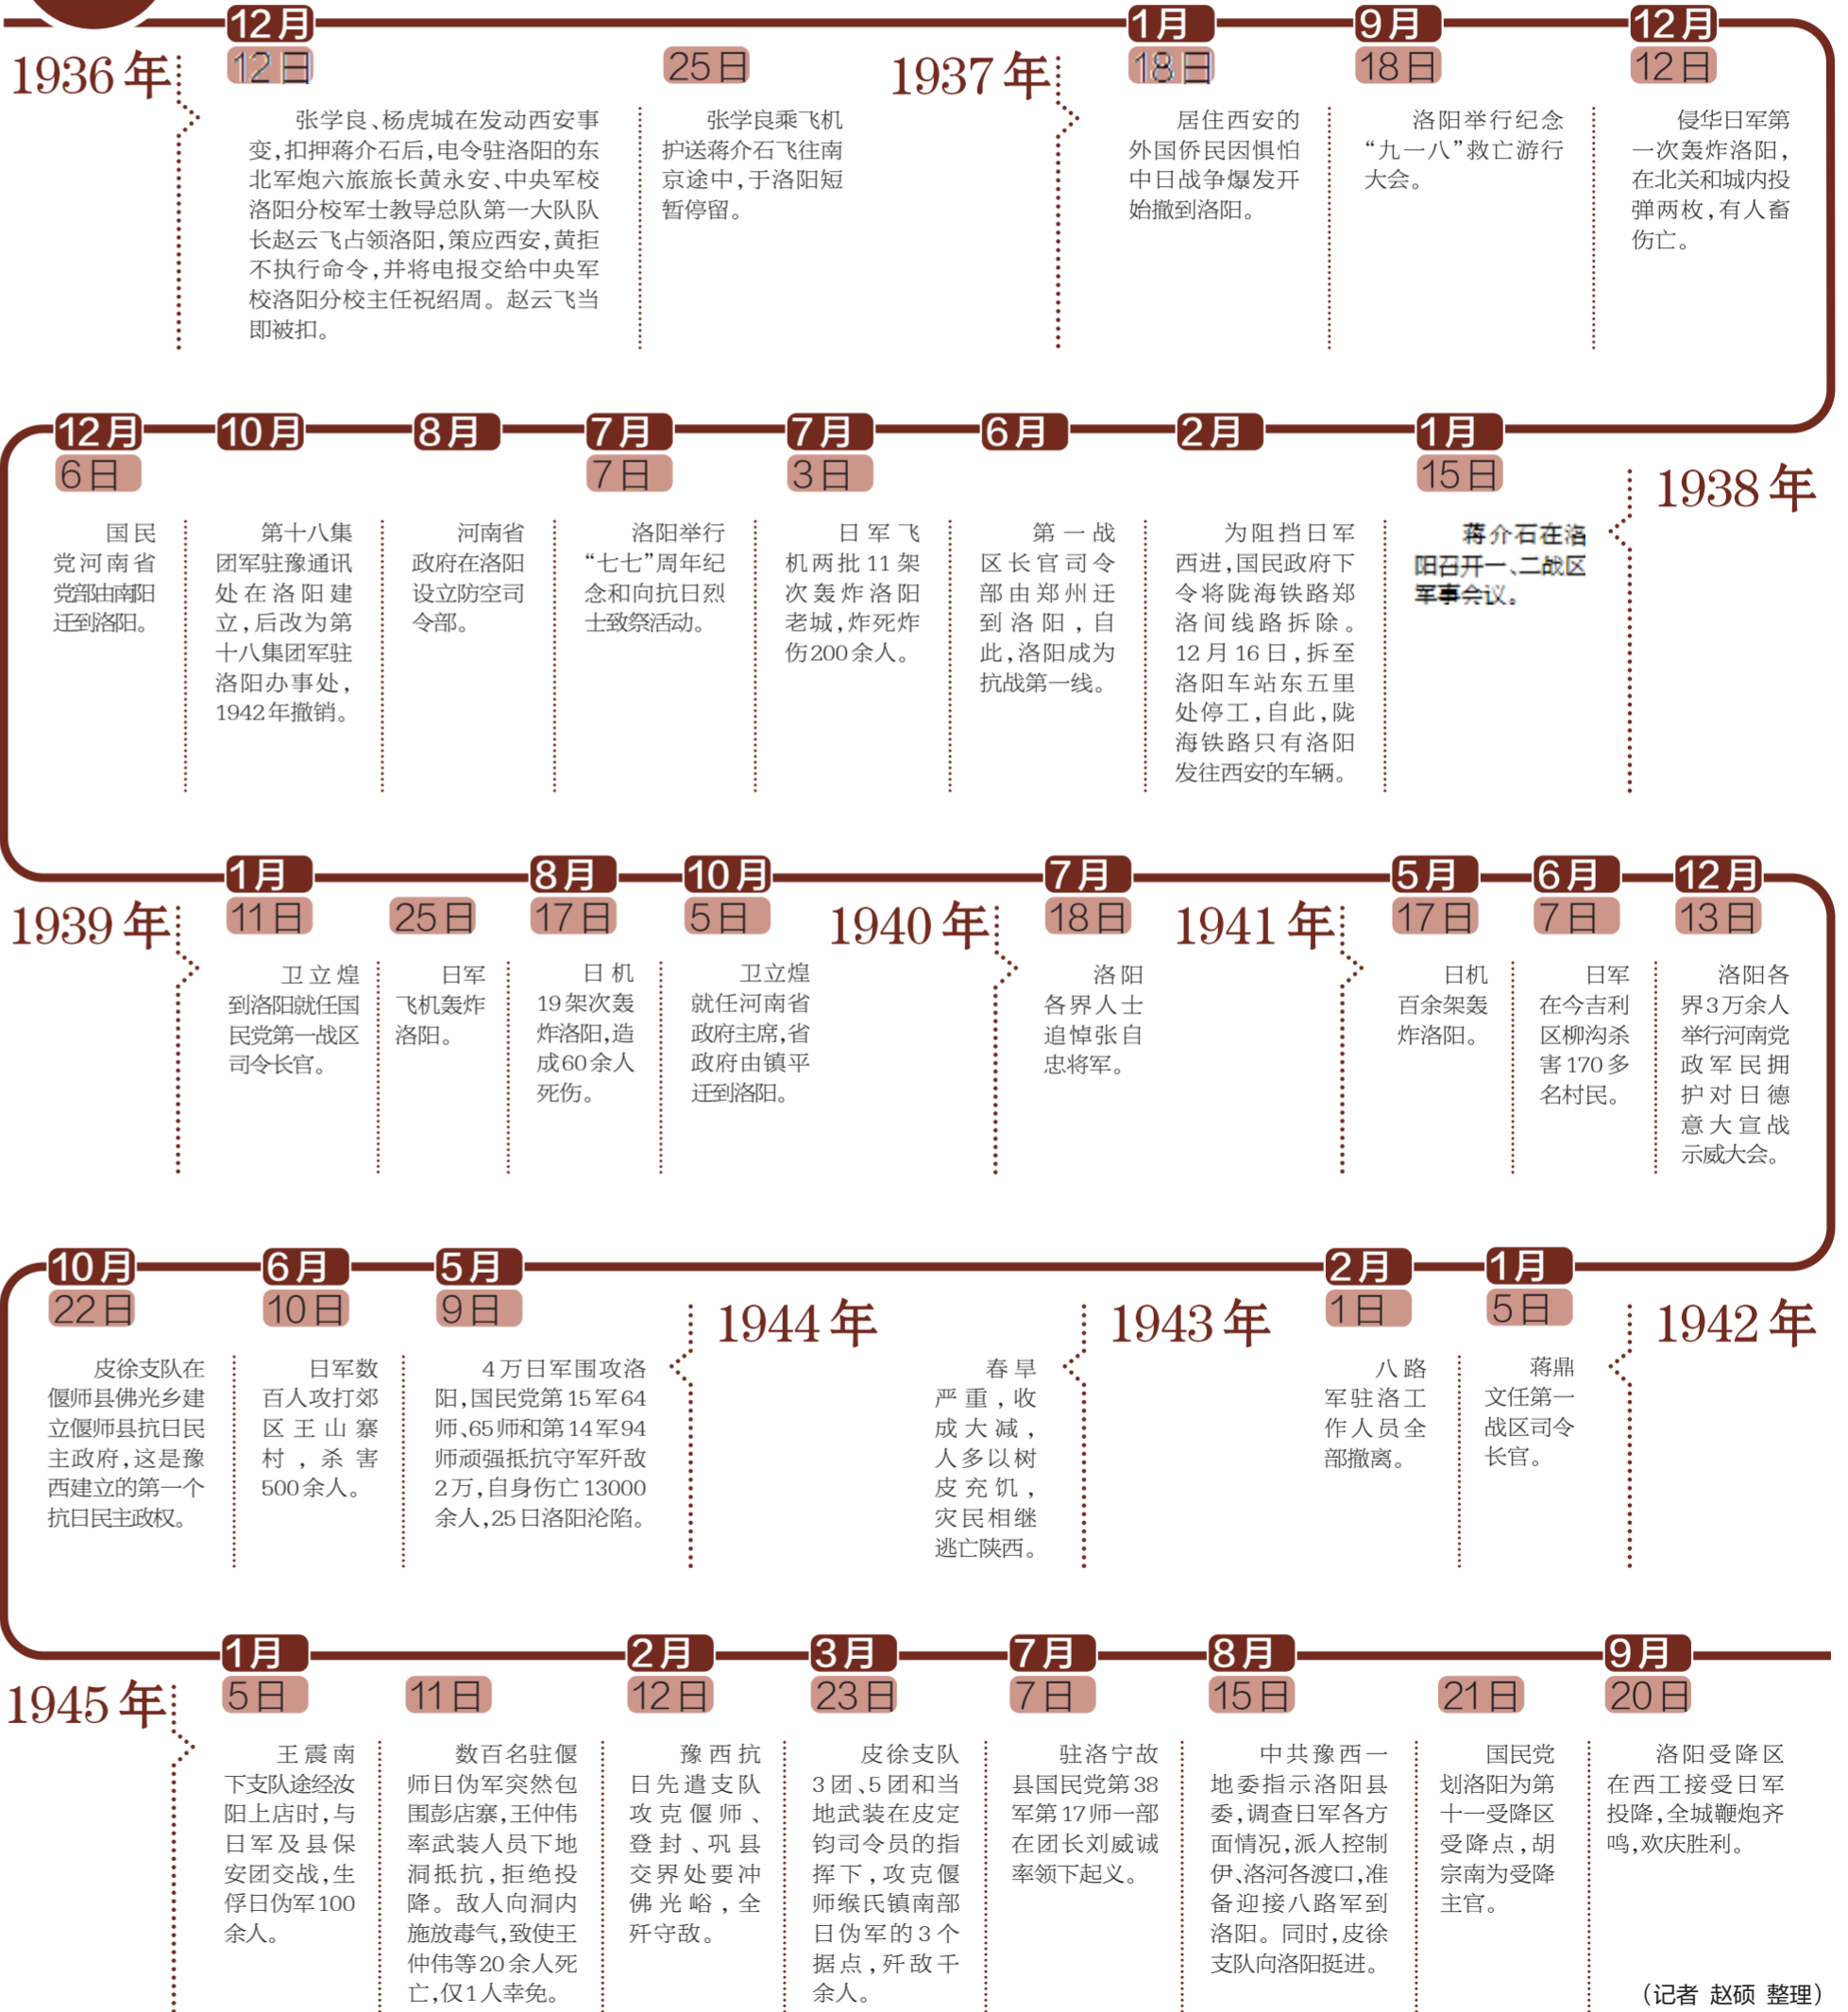 1936年
12月
12日
张学良、杨虎城在发动西安事
变,扣押蒋介石后,电令驻洛阳的东
北军炮六旅旅长黄永安、中央军校
洛阳分校军士教导总队第一大队队
长赵云飞占领洛阳,策应西安,黄拒
不执行命令,并将电报交给中央军
校洛阳分校主任祝绍周。赵云飞当
即被扣。
25日
张学良乘飞机
护送蒋介石飞往南
京途中,于洛阳短
暂停留。
1937年
1月
18日
居住西安的
外国侨民因惧怕
中日战争爆发开
始撤到洛阳。
9月
18日
洛阳举行纪念
“九一八”救亡游行
大会。
12月
12日
侵华日军第
一次轰炸洛阳,
在北关和城内投
弹两枚,有人畜
伤亡。
1938年
1月
15日
蒋介石在洛
阳召开一、二战区
军事会议。
2月
为阻挡日军
西进,国民政府下
令将陇海铁路郑
洛间线路拆除。
12月16日,拆至
洛阳车站东五里
处停工,自此,陇
海铁路只有洛阳
发往西安的车辆。
6月
第一战
区长官司令
部由郑州迁
到洛阳,自
此,洛阳成为
抗战第一线。
7月
3日
日军飞
机两批11架
次轰炸洛阳
老城,炸死炸
伤200余人。
7月
7日
洛阳举行
“七七”周年纪
念和向抗日烈
士致祭活动。
8月
河南省
政府在洛阳
设立防空司
令部。
10月
第十八集
团军驻豫通讯
处在洛阳建
立,后改为第
十八集团军驻
洛阳办事处,
1942年撤销。
12月
6日
国民
党河南省
党部由南阳
迁到洛阳。
1939年
1月
11日
卫立煌
到洛阳就任国
民党第一战区
司令长官。
25日
日军
飞机轰炸
洛阳。
8月
17日
日机
19架次轰
炸洛阳,造
成60余人
死伤。
10月
5日
卫立煌
就任河南省
政府主席,省
政府由镇平
迁到洛阳。
1940年
7月
18日
洛阳
各界人士
追悼张自
忠将军。
1941年
5月
17日
日机
百余架轰
炸洛阳。
6月
7日
日军
在今吉利
区柳沟杀
害170多
名村民。
12月
13日
洛阳各
界3万余人
举行河南党
政军民拥
护对日德
意大宣战
示威大会。
1942年
1月
5日
蒋鼎
文任第一
战区司令
长官。
2月
1日
八路
军驻洛工
作人员全
部撤离。
1943年
春旱
严重,收
成大减,
人多以树
皮充饥,
灾民相继
逃亡陕西。
1944年
5月
9日
4万日军围攻洛
阳,国民党第15军64
师、65师和第14军94
师顽强抵抗守军歼敌
2万,自身伤亡13000
余人,25日洛阳沦陷。
6月
10日
日军数
百人攻打郊
区王山寨
村,杀害
500余人。
10月
22日
皮徐支队在
偃师县佛光乡建
立偃师县抗日民
主政府,这是豫
西建立的第一个
抗日民主政权。
1945年
1月
5日
王震南
下支队途经汝
阳上店时,与
日军及县保
安团交战,生
俘日伪军100
余人。
11日
数百名驻偃
师日伪军突然包
围彭店寨,王仲伟
率武装人员下地
洞抵抗,拒绝投
降。敌人向洞内
施放毒气,致使王
仲伟等20余人死
亡,仅1人幸免。
2月
12日
豫西抗
日先遣支队
攻克偃师、
登封、巩县
交界处要冲
佛光峪,全
歼守敌。
3月
23日
皮徐支队
3团、5团和当
地武装在皮定
钧司令员的指
挥下,攻克偃
师缑氏镇南部
日伪军的3个
据点,歼敌千
余人。
7月
7日
驻洛宁故
县国民党第38
军第17师一部
在团长刘威诚
率领下起义。
8月
15日
中共豫西一
地委指示洛阳县
委,调查日军各方
面情况,派人控制
伊、洛河各渡口,准
备迎接八路军到
洛阳。同时,皮徐
支队向洛阳挺进。
21日
国民党
划洛阳为第
十一受降区
受降点,胡
宗南为受降
主官。
9月
20日
洛阳受降区
在西工接受日军
投降,全城鞭炮齐
鸣,欢庆胜利。
(记者 赵硕 整理)